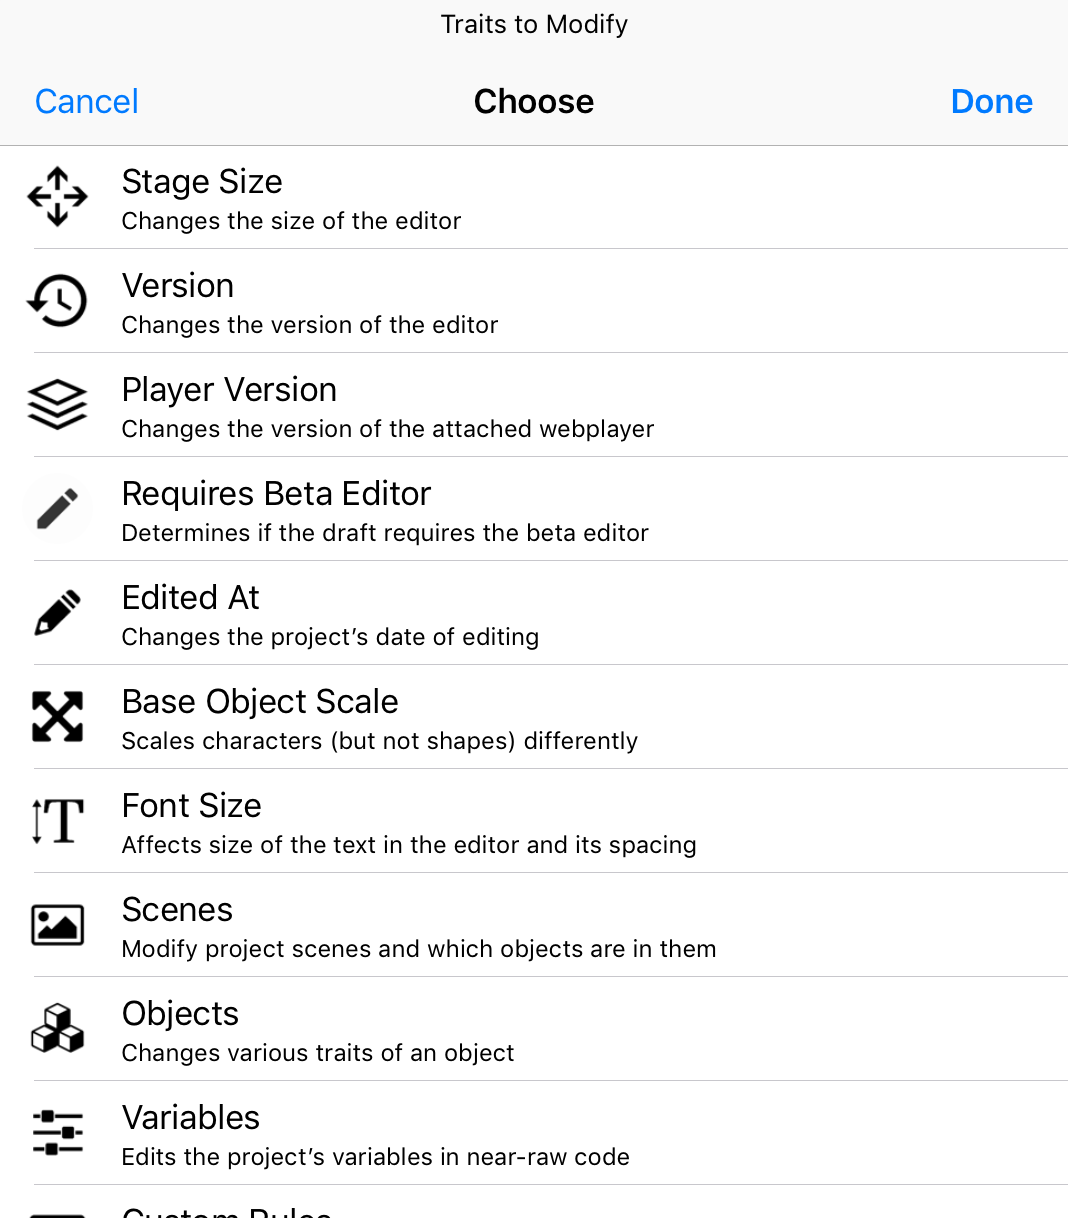 Traits to Modify
Cancel
Choose
Done
Stage Size
Changes the size of the editor
Version
Changes the version of the editor
Player Version
Changes the version of the attached webplayer
Requires Beta Editor
Determines if the draft requires the beta editor
Edited At
Changes the project’s date of editing
Base Object Scale
Scales characters (but not shapes) differently
Font Size
Affects size of the text in the editor and its spacing
Scenes
Modify project scenes and which objects are in them
Objects
Changes various traits of an object
Variables
Edits the project’s variables in near-raw code
Custom Rules